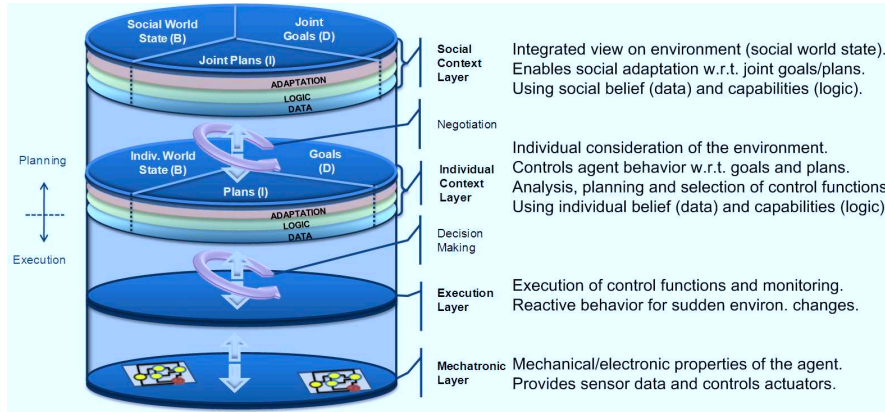 Social World
State (B)
Joint
Goals (D)
Joint Plans (I)
ADAPTATION
LOGIC
DATA
Social
Context
Layer
Integrated view on environment (social world state).
Enables social adaptation w.r.t. joint goals/plans.
Using social belief (data) and capabilities (logic).
Negotiation
Planning
Execution
Indiv. World
State (B)
Goals
(D)
Plans (I)
ADAPTATION
LOGIC
DATA
Individual
Context
Layer
Individual consideration of the environment.
Controls agent behavior w.r.t. goals and plans.
Analysis, planning and selection of control functions
Using individual belief (data) and capabilities (logic)
Decision
Making
Execution
Layer
Execution of control functions and monitoring.
Reactive behavior for sudden environ. changes.
Mechatronic
Layer
Mechanical/electronic properties of the agent.
Provides sensor data and controls actuators.